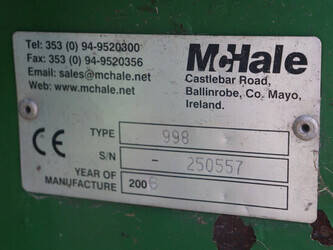 Tel: 353 (0) 94-9520300
Fax: 353 (0) 94-9520356
Email: sales@mchale.net
Web: www.mchale.net
McHale
Castlebar Road,
Ballinrobe, Co. Mayo,
Ireland.
CE
TYPE 998
S/N - 250557
YEAR OF
MANUFACTURE 2006